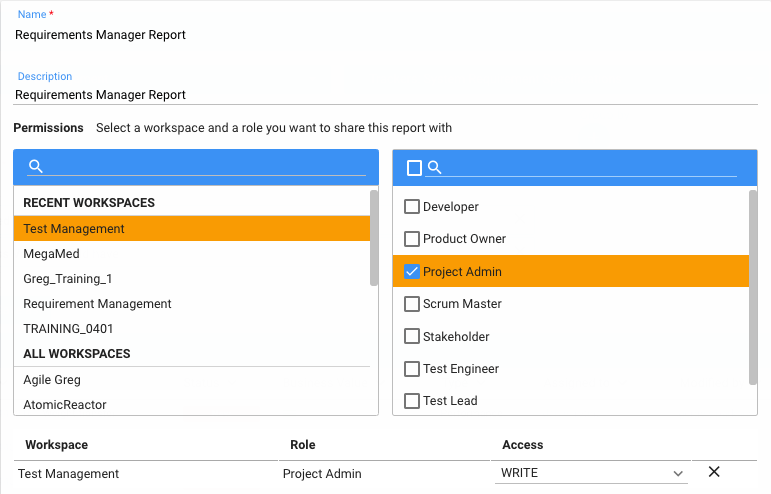 Name *
Requirements Manager Report
Description
Requirements Manager Report
Permissions Select a workspace and a role you want to share this report with
RECENT WORKSPACES
Test Management
MegaMed
Greg_Training_1
Requirement Management
TRAINING_0401
ALL WORKSPACES
Agile Greg
AtomicReactor
Developer
Product Owner
Project Admin
Scrum Master
Stakeholder
Test Engineer
Test Lead
Workspace Role Access
Test Management Project Admin WRITE